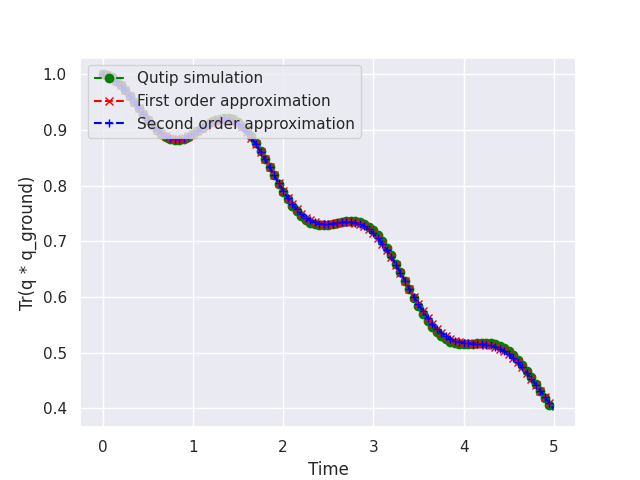 1.0
0.9
0.8
0.7
0.6
0.5
0.4
Tr(q * q_ground)
Qutip simulation
First order approximation
Second order approximation
0 1 2 3 4 5
Time